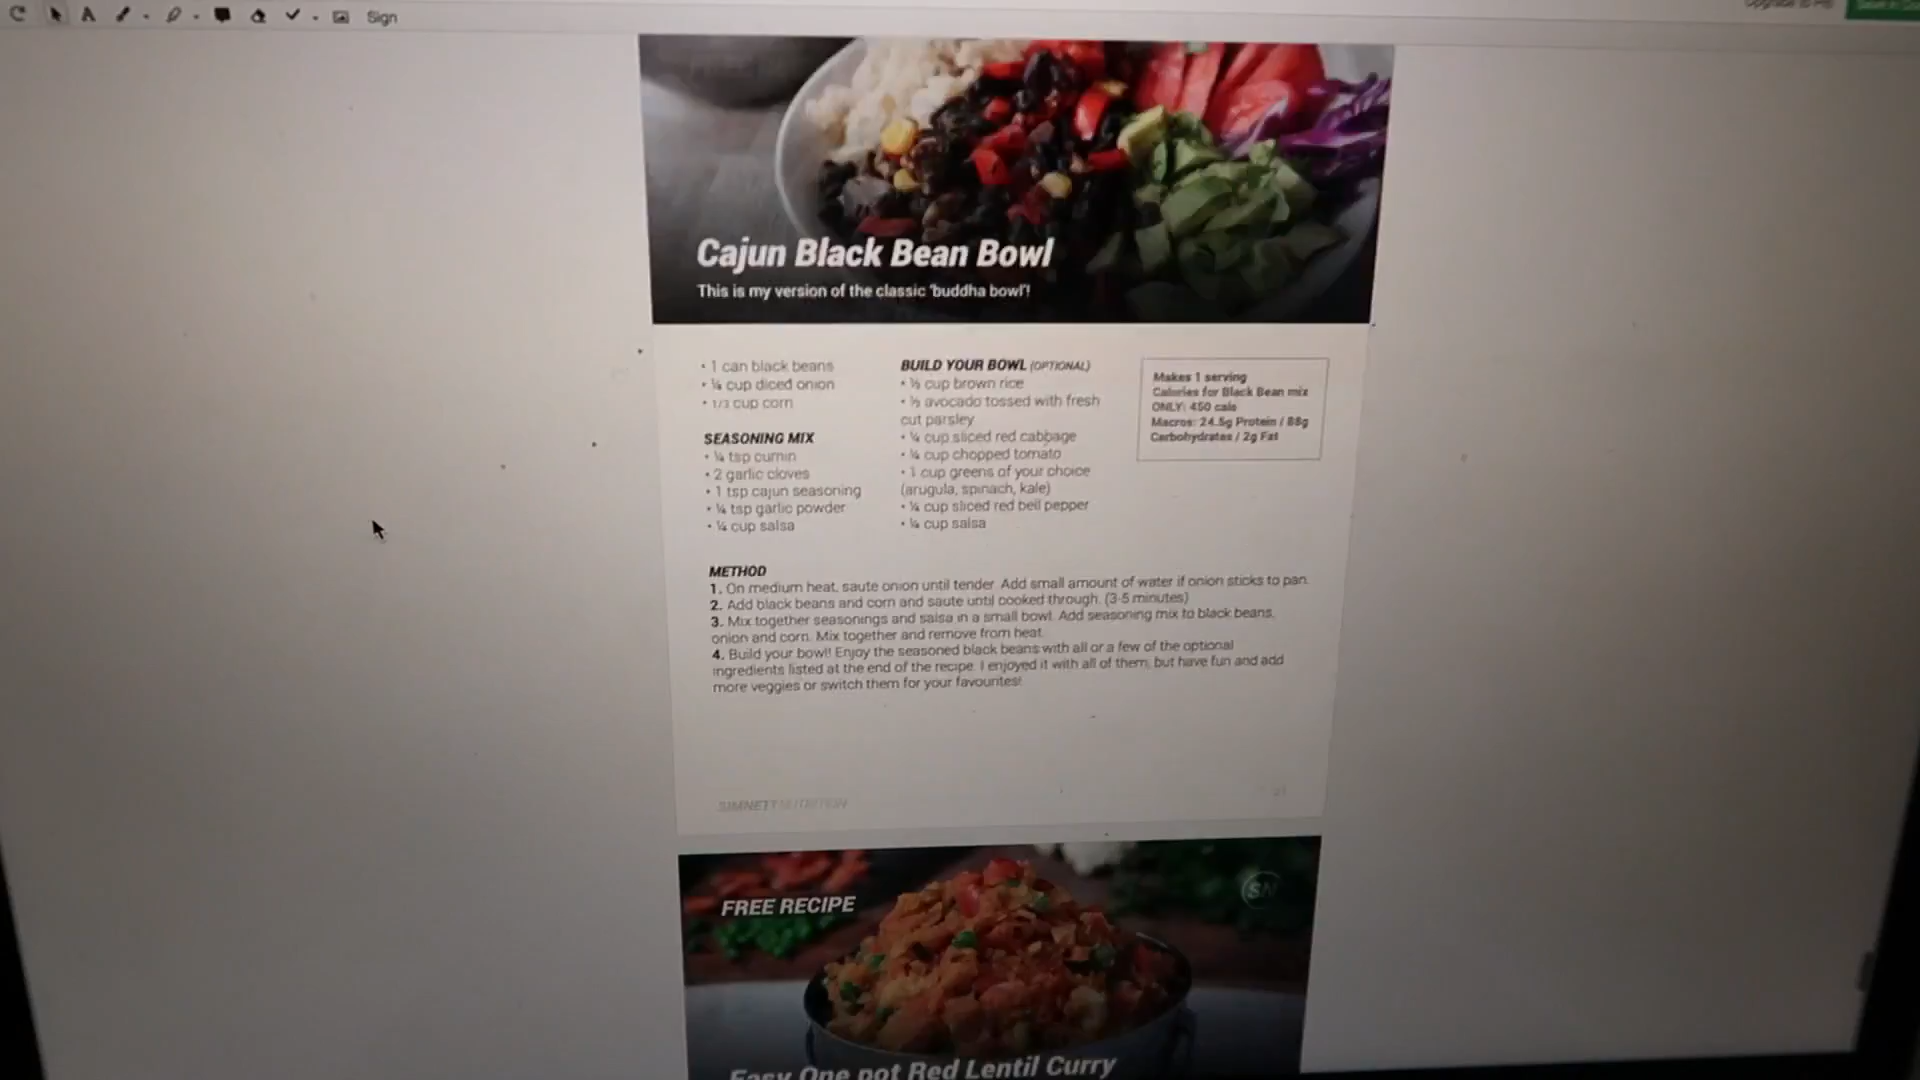 Sign
Cajun Black Bean Bowl
This is my version of the classic 'buddha bowl'!
• 1 can black beans
• ¼ cup diced onion
• 1/3 cup corn
SEASONING MIX
• ¼ tsp cumin
• 2 garlic cloves
• 1 tsp cajun seasoning
• ¼ tsp garlic powder
• ¼ cup salsa
BUILD YOUR BOWL (OPTIONAL)
• ½ cup brown rice
• ½ avocado tossed with fresh
cut parsley
• ¼ cup sliced red cabbage
• ¼ cup chopped tomato
• 1 cup greens of your choice
(arugula, spinach, kale)
• ¼ cup sliced red bell pepper
• ¼ cup salsa
Makes 1 serving
Calories for Black Bean mix
ONLY: 450 cals
Macros: 24.5g Protein / 88g
Carbohydrates / 2g Fat
METHOD
1. On medium heat, saute onion until tender. Add small amount of water if onion sticks to pan.
2. Add black beans and corn and saute until cooked through. (3-5 minutes)
3. Mix together seasonings and salsa in a small bowl. Add seasoning mix to black beans,
onion and corn. Mix together and remove from heat.
4. Build your bowl! Enjoy the seasoned black beans with all or a few of the optional
ingredients listed at the end of the recipe. I enjoyed it with all of them, but have fun and add
more veggies or switch them for your favourites!
SIMNETT NUTRITION
21
FREE RECIPE
SN
Easy One pot Red Lentil Curry